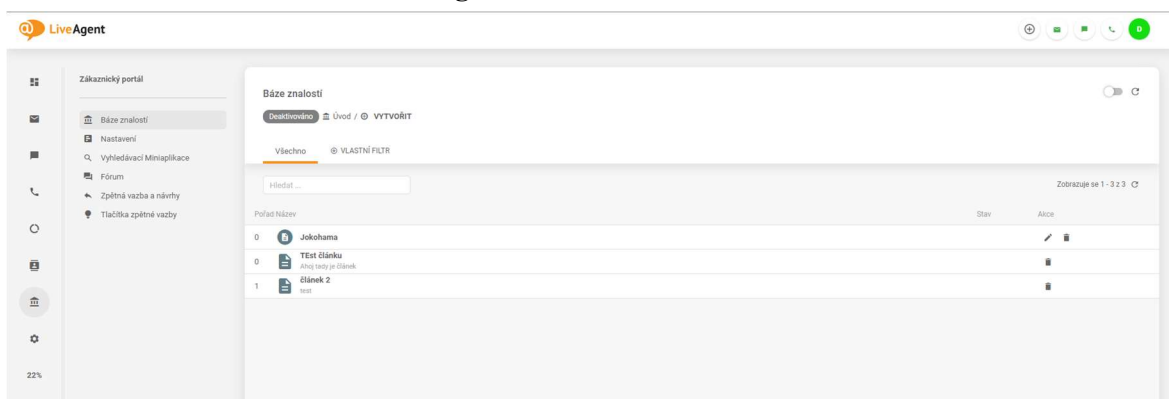 LiveAgent
D
Zákaznický portál
Báze znalostí
Nastavení
Vyhledávací Miniaplikace
Fórum
Zpětná vazba a návrhy
Tlačítka zpětné vazby
22%
Báze znalostí
Deaktivováno Úvod / VYTVOŘIT
Všechno VLASTNÍ FILTR
Hledat ...
Zobrazuje se 1 - 3 z 3
Pořad Název Stav Akce
0 Jokohama
0 TEst článku
Ahoj tady je článek
1 článek 2
test